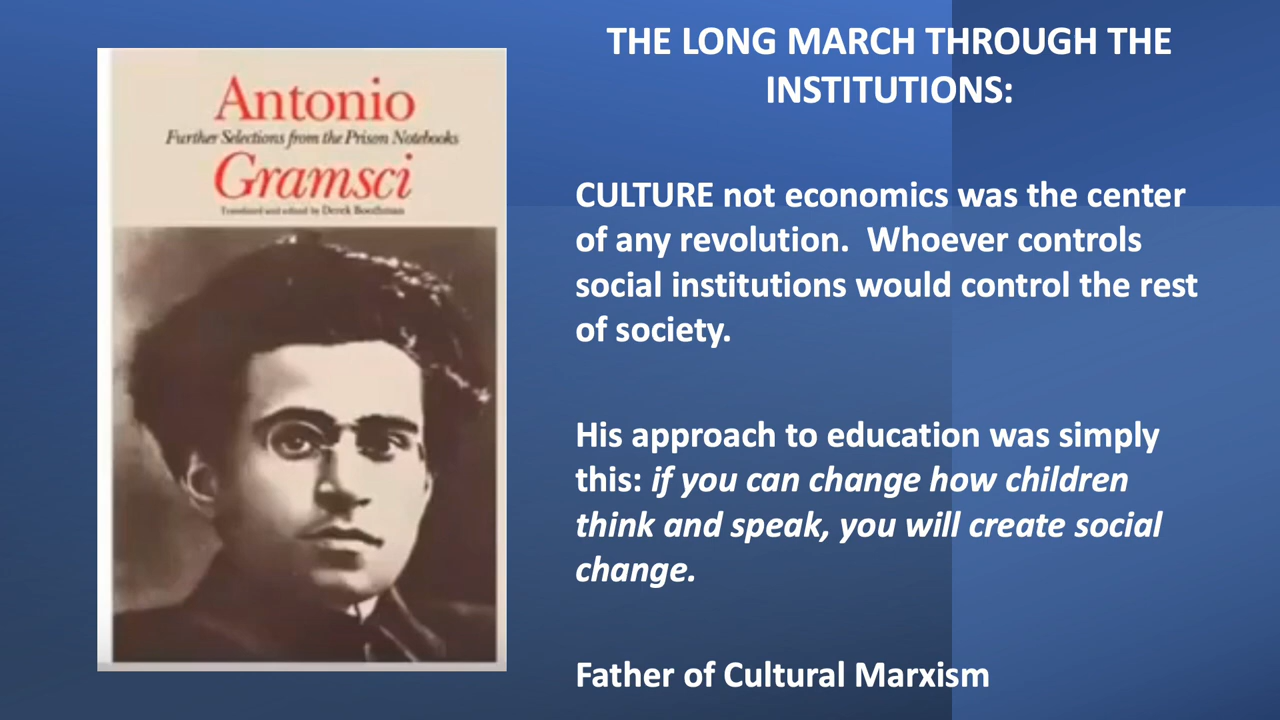 Antonio
Further Selections from the Prison Notebooks
Gramsci
Translated and edited by Derek Boothman
THE LONG MARCH THROUGH THE
INSTITUTIONS:
CULTURE not economics was the center
of any revolution.  Whoever controls
social institutions would control the rest
of society.
His approach to education was simply
this: if you can change how children
think and speak, you will create social
change.
Father of Cultural Marxism